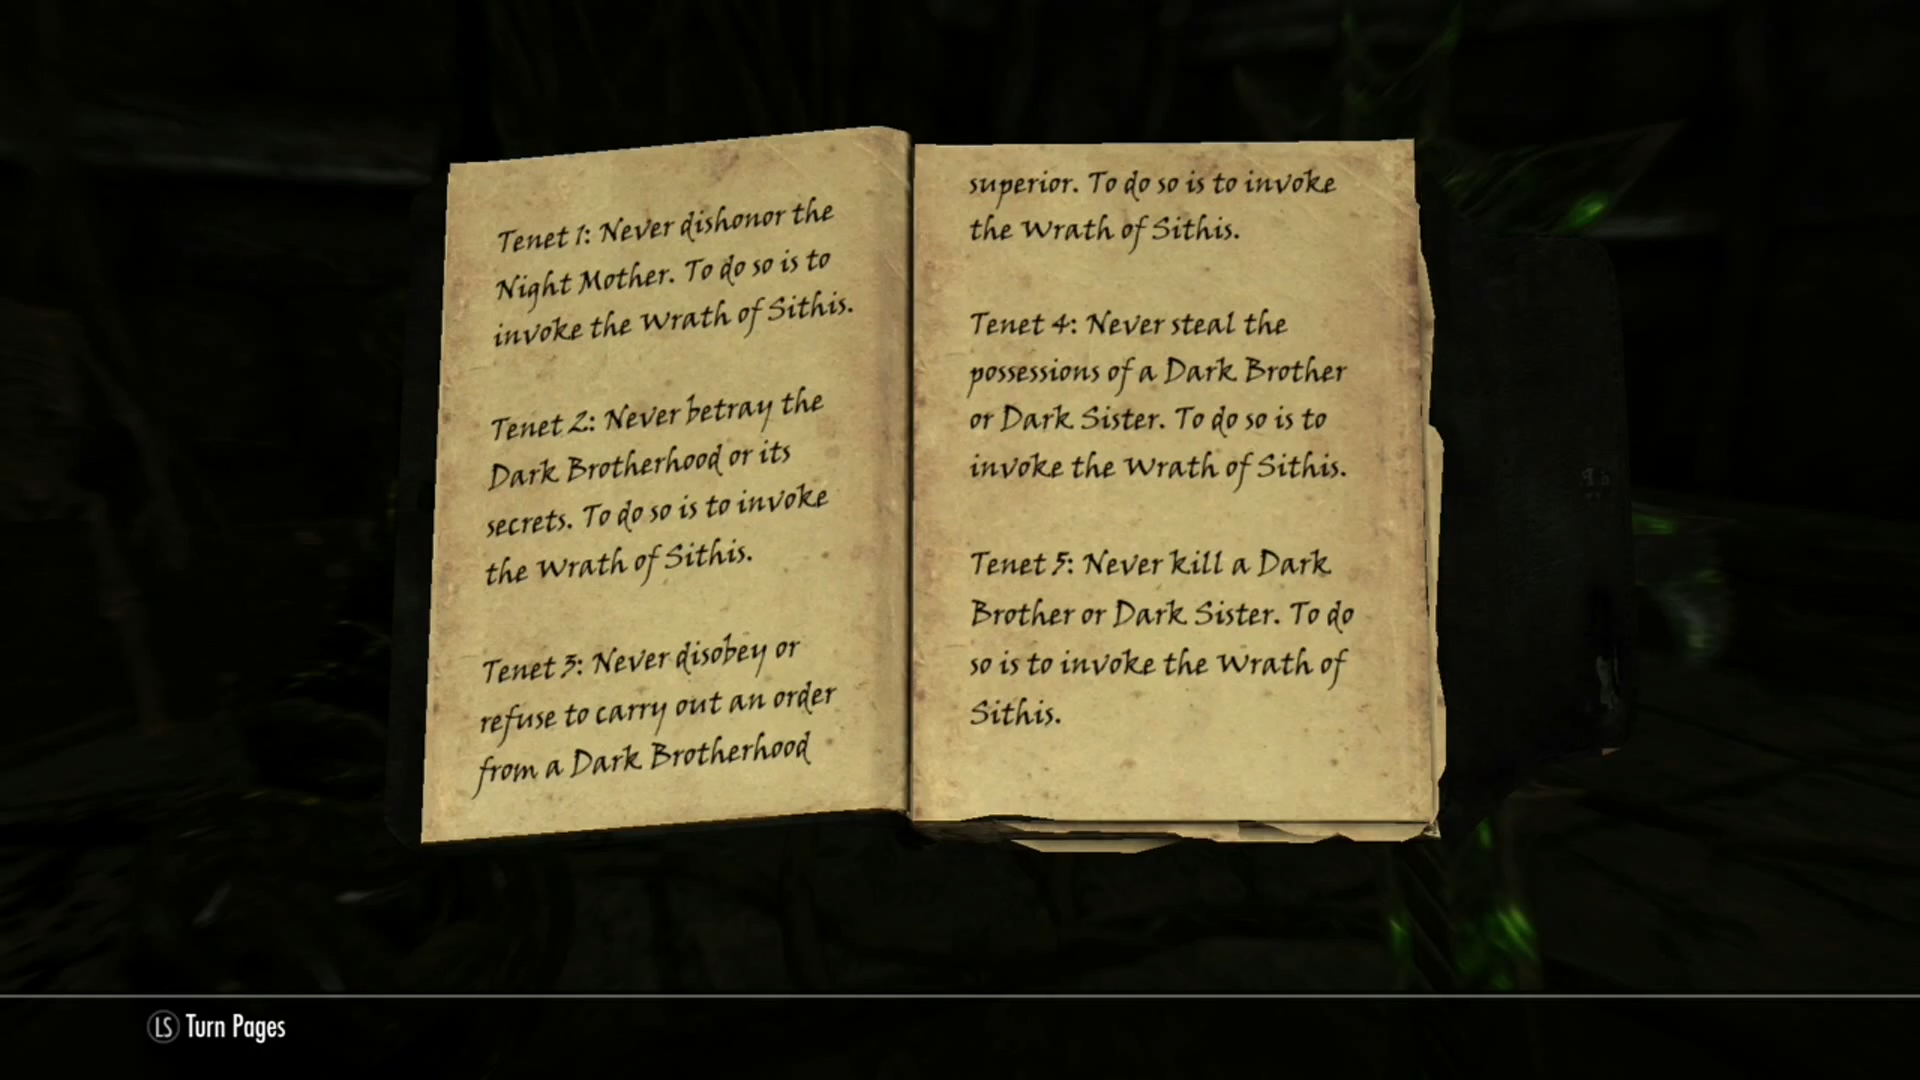 Tenet 1: Never dishonor the
Night Mother. To do so is to
invoke the Wrath of Sithis.
Tenet 2: Never betray the
Dark Brotherhood or its
secrets. To do so is to invoke
the Wrath of Sithis.
Tenet 3: Never disobey or
refuse to carry out an order
from a Dark Brotherhood
superior. To do so is to invoke
the Wrath of Sithis.
Tenet 4: Never steal the
possessions of a Dark Brother
or Dark Sister. To do so is to
invoke the Wrath of Sithis.
Tenet 5: Never kill a Dark
Brother or Dark Sister. To do
so is to invoke the Wrath of
Sithis.
LS Turn Pages